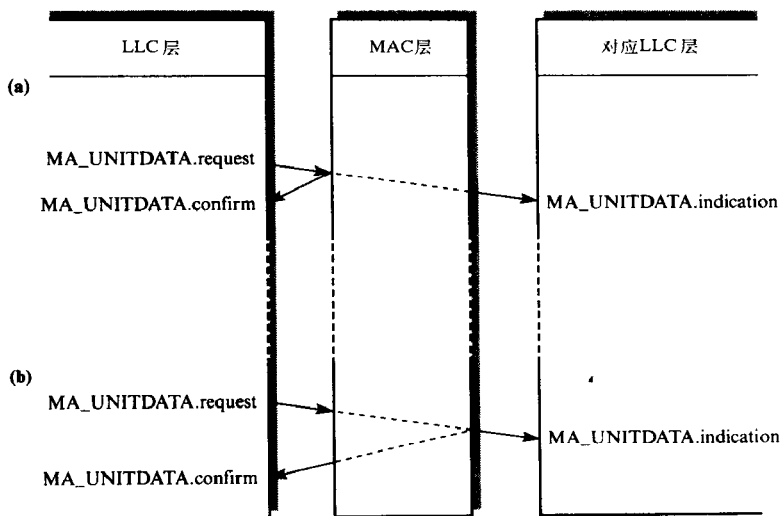 LLC层
MAC层
对应LLC层
(a)
MA_UNITDATA.request
MA_UNITDATA.confirm
MA_UNITDATA.indication
(b)
MA_UNITDATA.request
MA_UNITDATA.indication
MA_UNITDATA.confirm